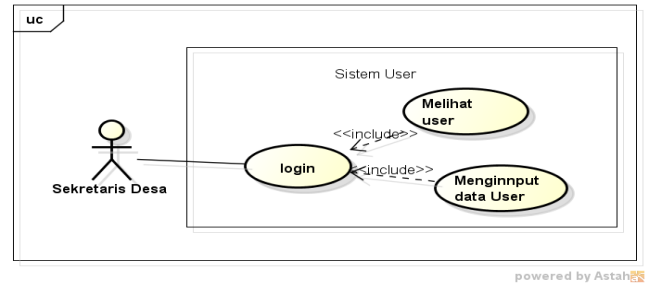 uc
Sistem User
Melihat
user
<<include>>
login
<<include>>
Menginnput
data User
Sekretaris Desa
powered by Astah